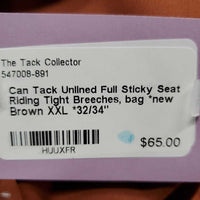 The Tack Collector
547008-891
Can Tack Unlined Full Sticky Seat
Riding Tight Breeches, bag *new
Brown XXL *32/34"
HUUXFR
$65.00